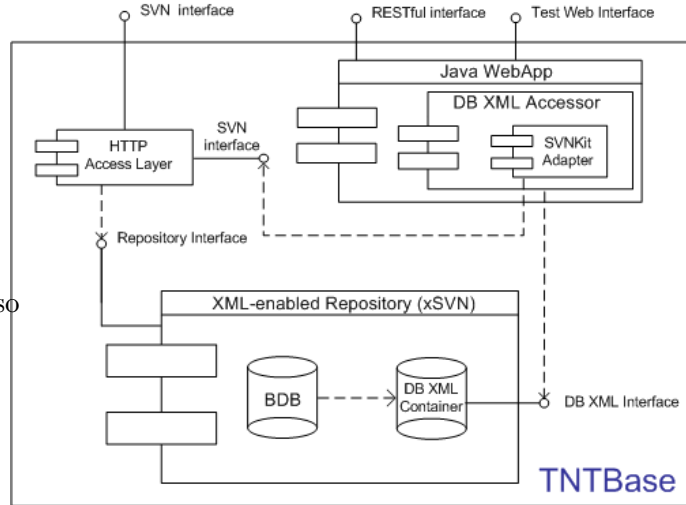 SVN interface
RESTful interface
Test Web Interface
Java WebApp
DB XML Accessor
SVNKit
Adapter
HTTP
Access Layer
SVN
interface
Repository Interface
so
XML-enabled Repository (xSVN)
BDB
DB XML
Container
DB XML Interface
TNTBase